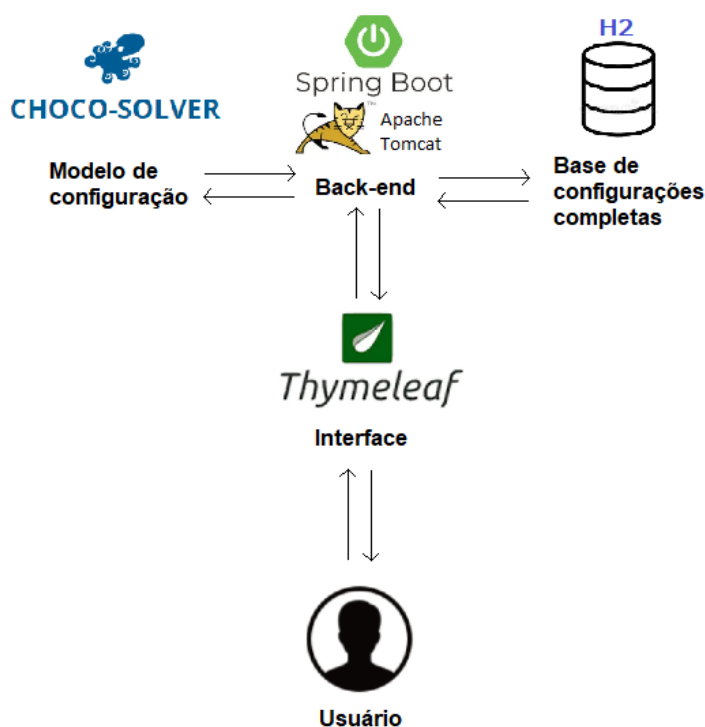 CHOCO-SOLVER
Modelo de
configuração
Spring Boot
Apache
Tomcat
Back-end
H2
Base de
configurações
completas
Thymeleaf
Interface
Usuário